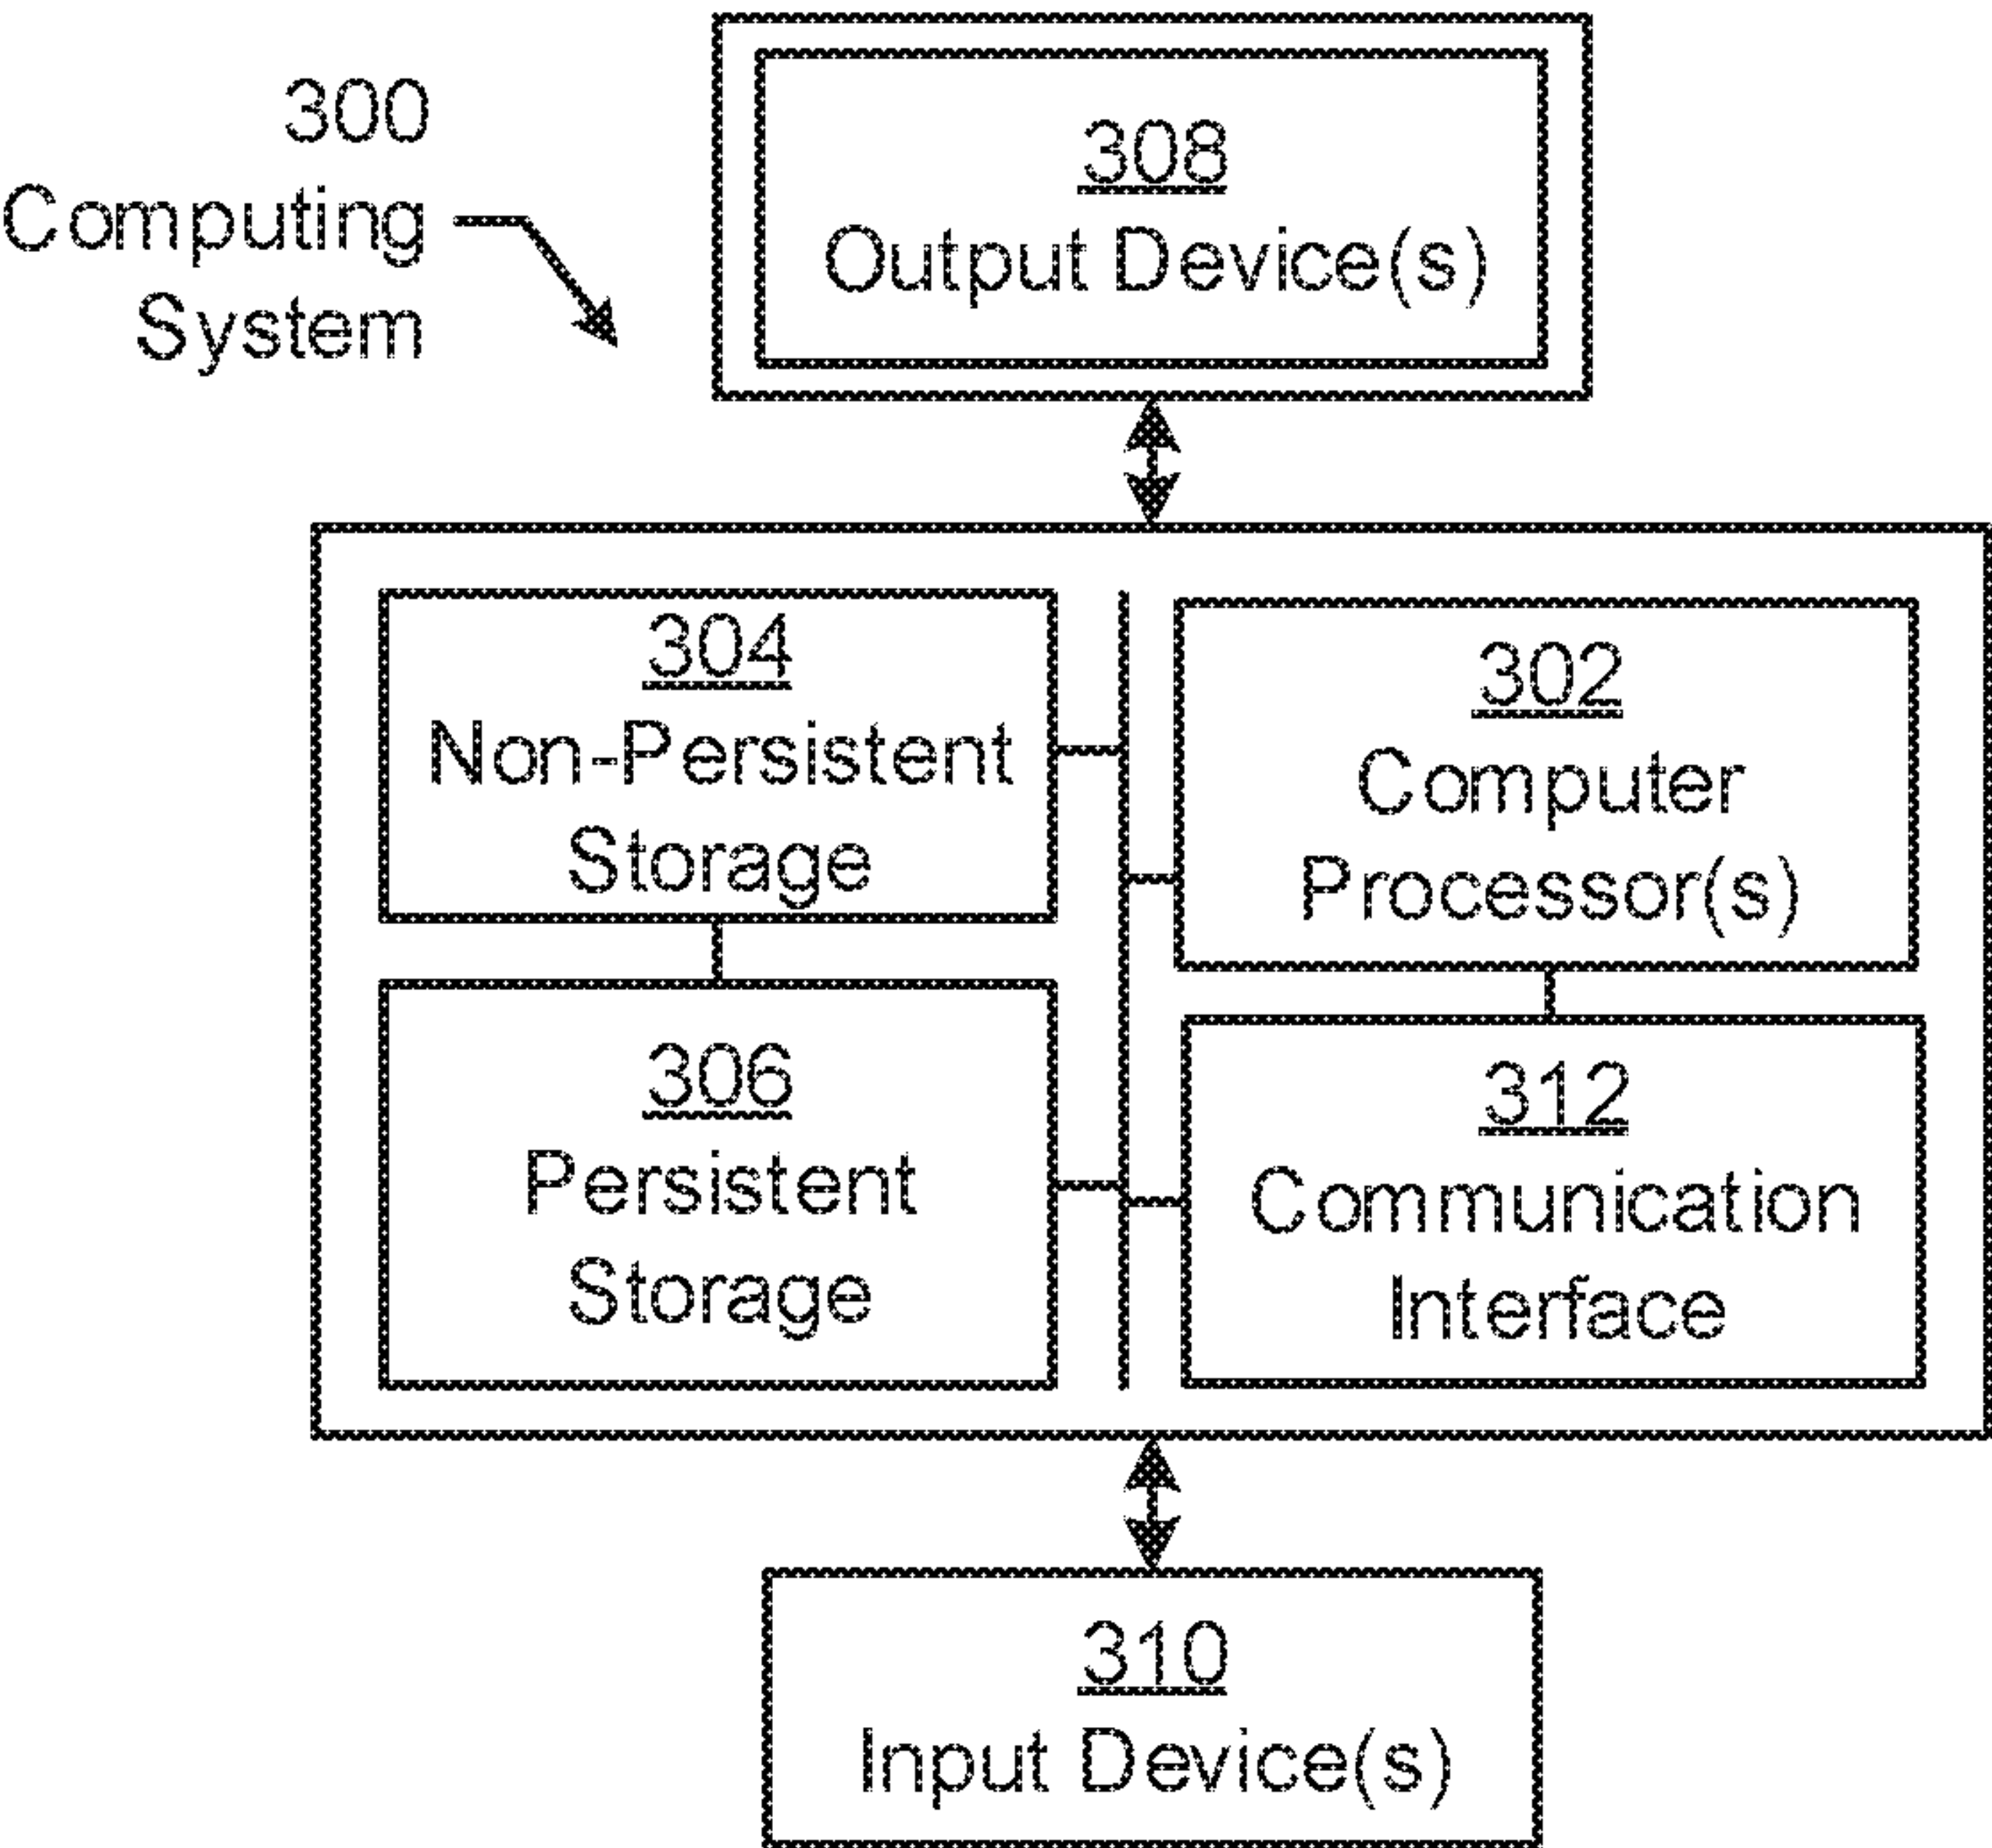 300
Computing
System
308
Output Device(s)
304
Non-Persistent
Storage
302
Computer
Processor(s)
306
Persistent
Storage
312
Communication
Interface
310
Input Device(s)